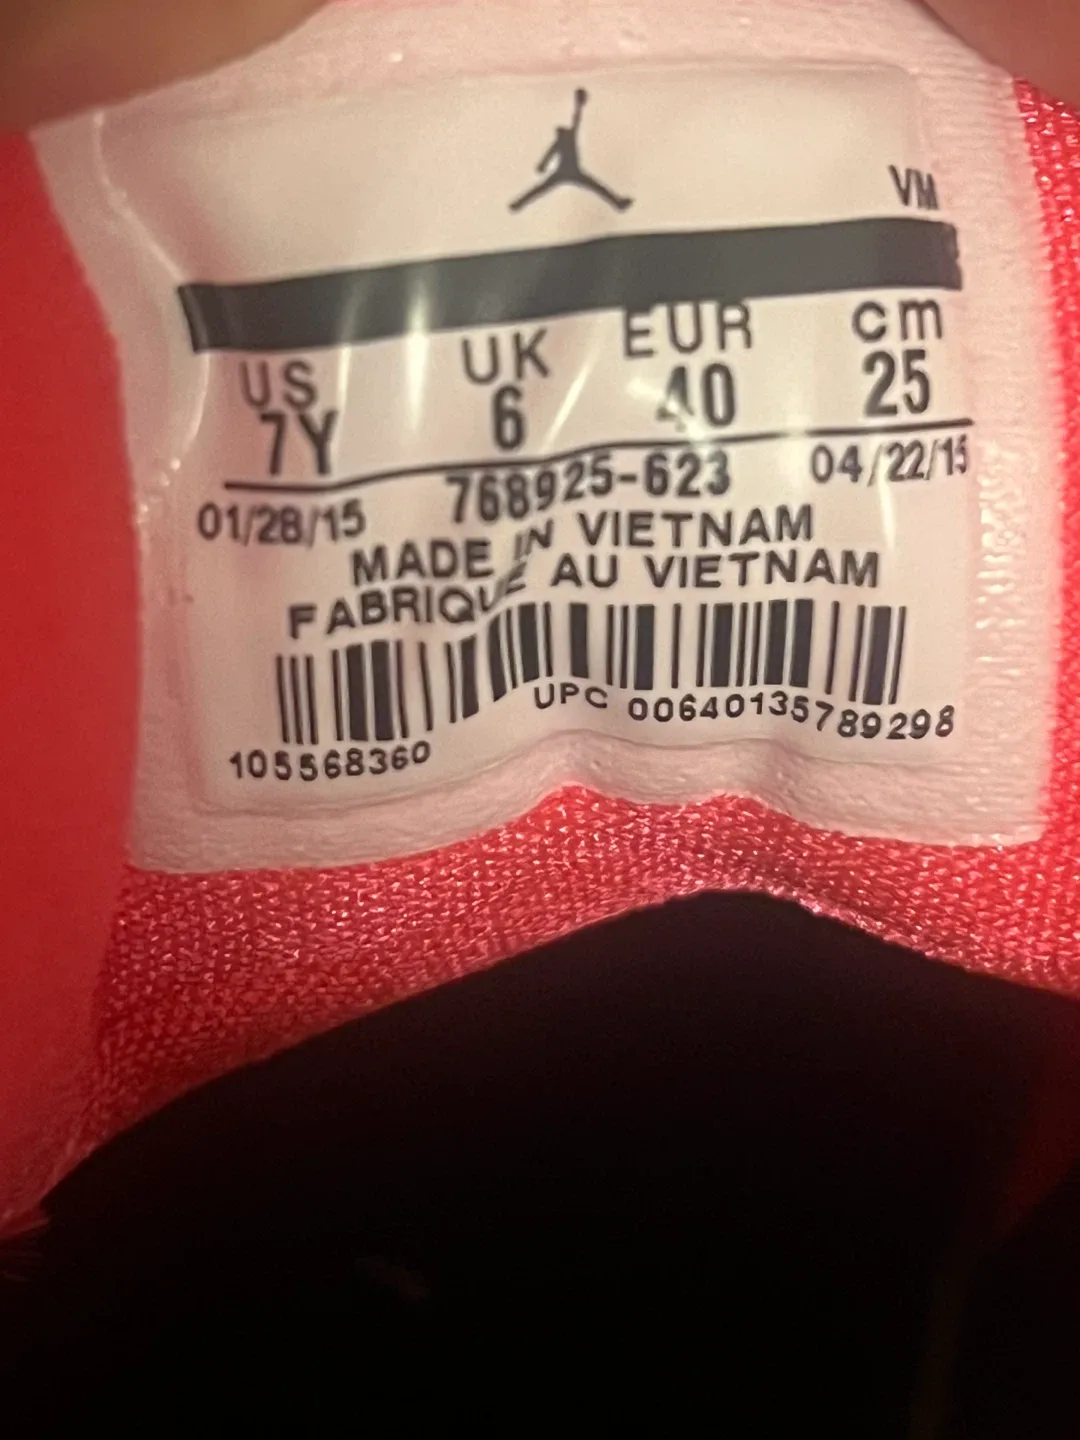 VM
US UK EUR cm
7Y 6 40 25
01/28/15 768925-623 04/22/15
MADE IN VIETNAM
FABRIQUÉ AU VIETNAM
105568360 UPC 00640135789298